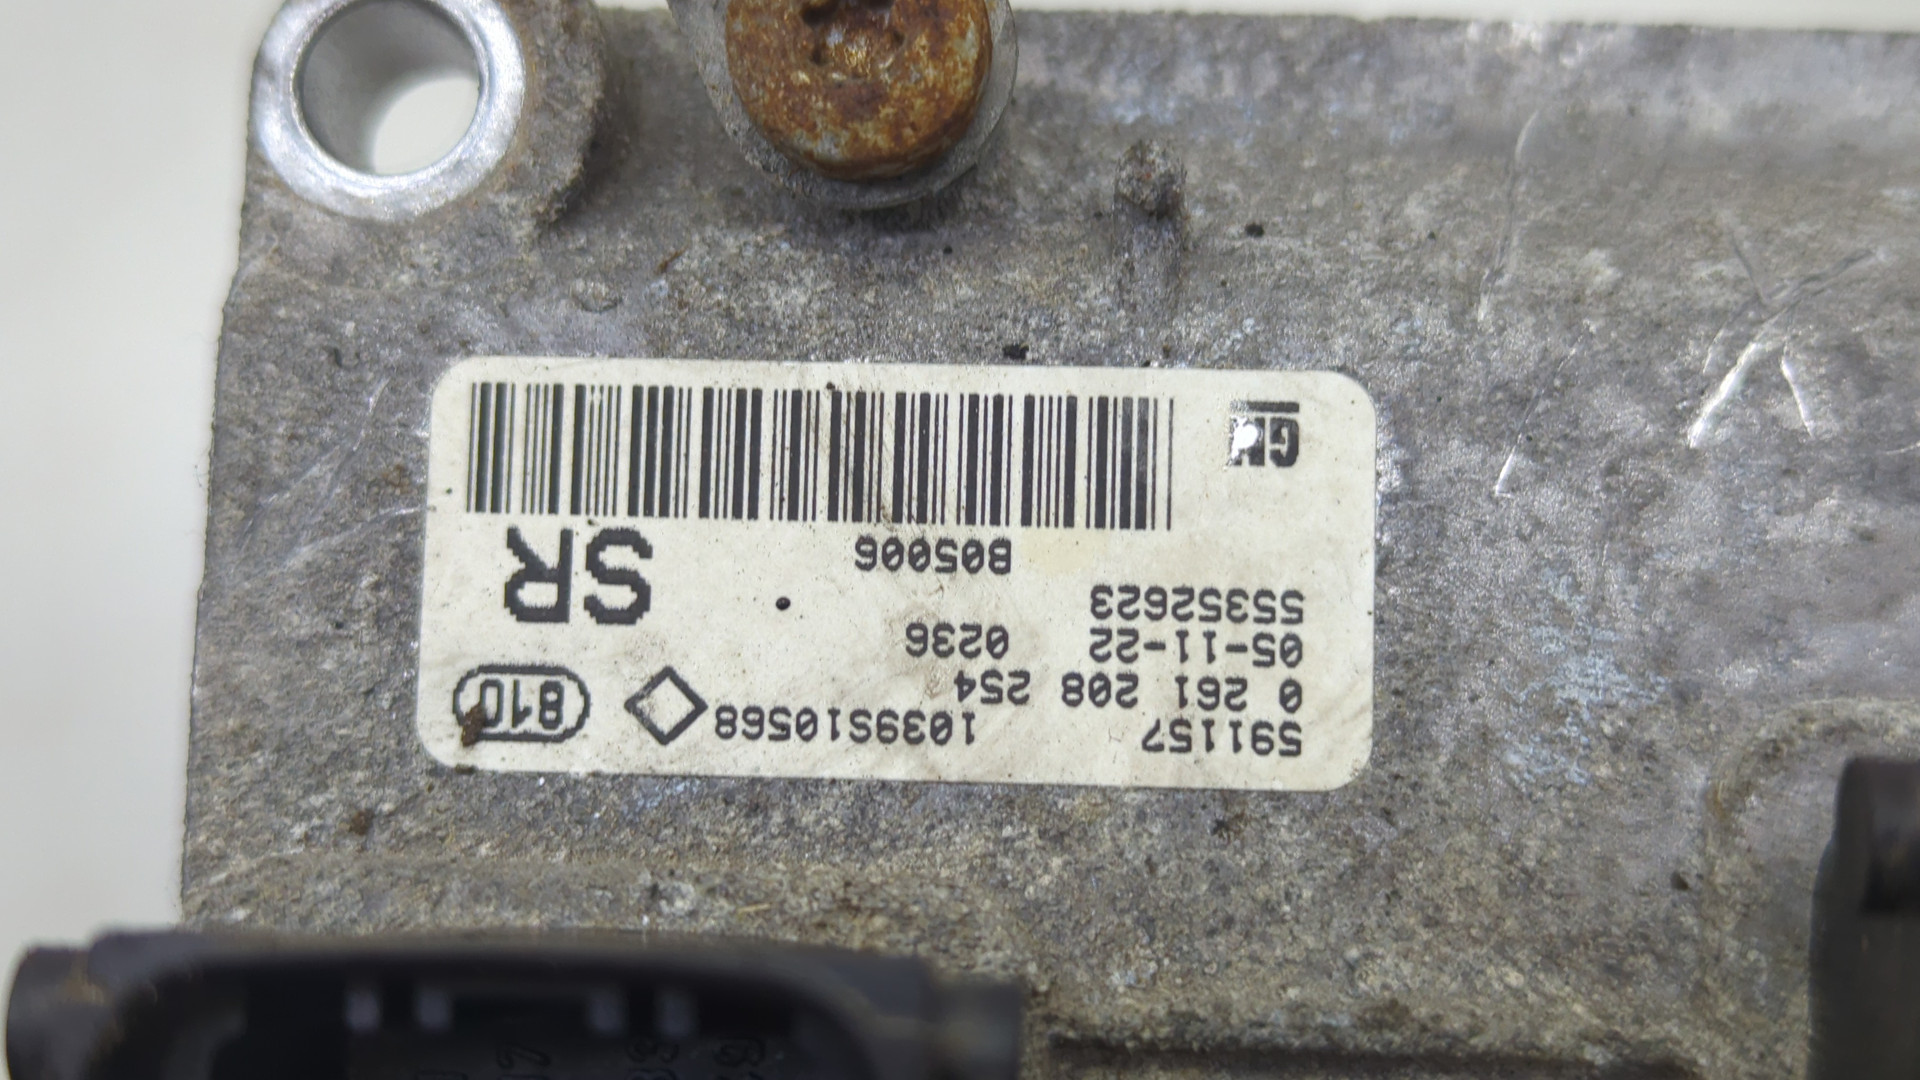 591157 1039S10568 810
0 261 208 254
05-11-22 0236
55352623 SR
B05006
GM